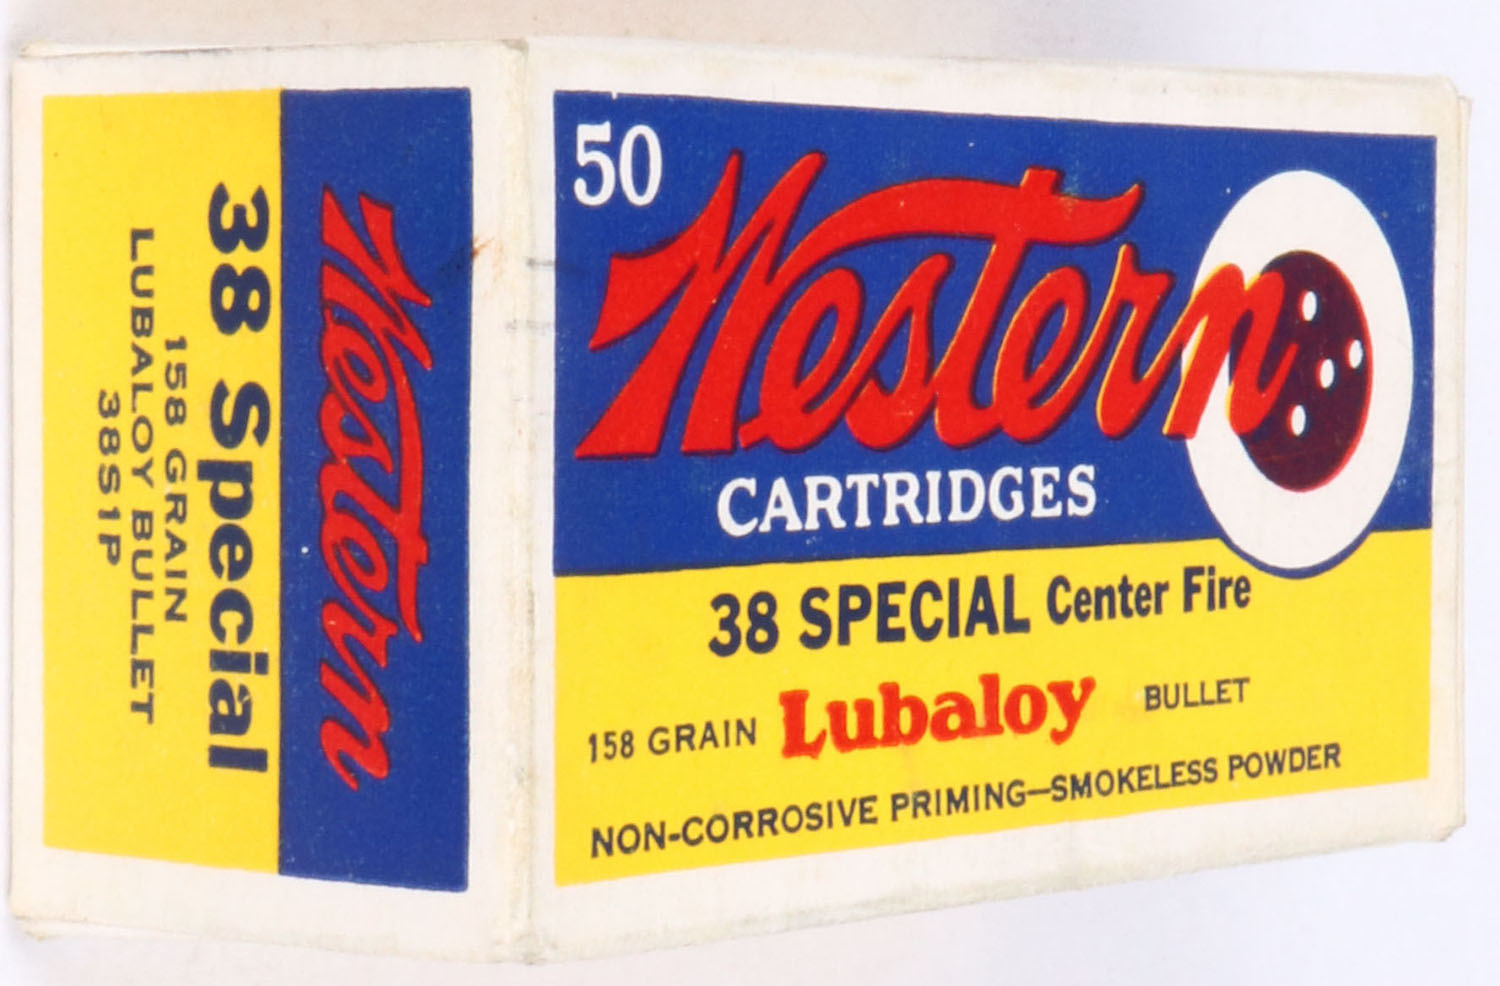 50
Western
CARTRIDGES
38 SPECIAL Center Fire
158 GRAIN Lubaloy BULLET
NON-CORROSIVE PRIMING—SMOKELESS POWDER
Western
38 Special
158 GRAIN
LUBALOY BULLET
38S1P